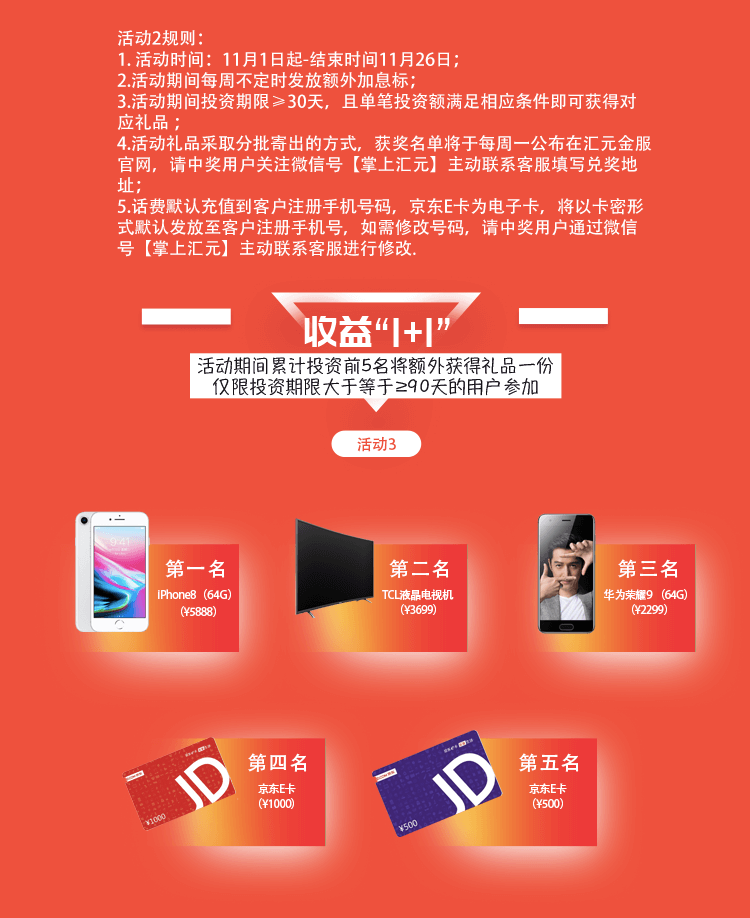 活动2规则：
1. 活动时间：11月1日起-结束时间11月26日；
2.活动期间每周不定时发放额外加息标；
3.活动期间投资期限≥30天，且单笔投资额满足相应条件即可获得对
应礼品 ；
4.活动礼品采取分批寄出的方式，获奖名单将于每周一公布在汇元金服
官网，请中奖用户关注微信号【掌上汇元】主动联系客服填写兑奖地
址；
5.话费默认充值到客户注册手机号码，京东E卡为电子卡，将以卡密形
式默认发放至客户注册手机号，如需修改号码，请中奖用户通过微信
号【掌上汇元】主动联系客服进行修改.
收益“1+1”
活动期间累计投资前5名将额外获得礼品一份
仅限投资期限大于等于≥90天的用户参加
活动3
9:41
第一名
IPhone8（64G）
（¥5888）
第二名
TCL液晶电视机
（¥3699）
第三名
华为荣耀9（64G）
（¥2299）
JD
¥1000
第四名
京东E卡
（¥1000）
JD
¥500
第五名
京东E卡
（¥500）